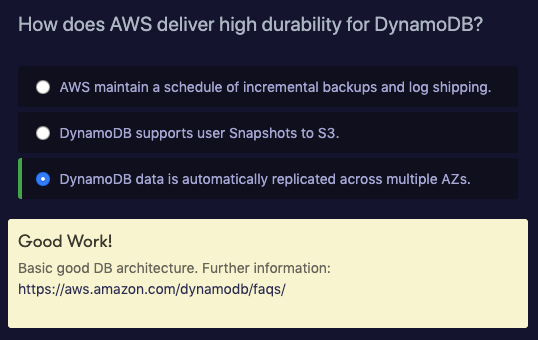 How does AWS deliver high durability for DynamoDB?
AWS maintain a schedule of incremental backups and log shipping.
DynamoDB supports user Snapshots to S3.
DynamoDB data is automatically replicated across multiple AZs.
Good Work!
Basic good DB architecture. Further information:
https://aws.amazon.com/dynamodb/faqs/